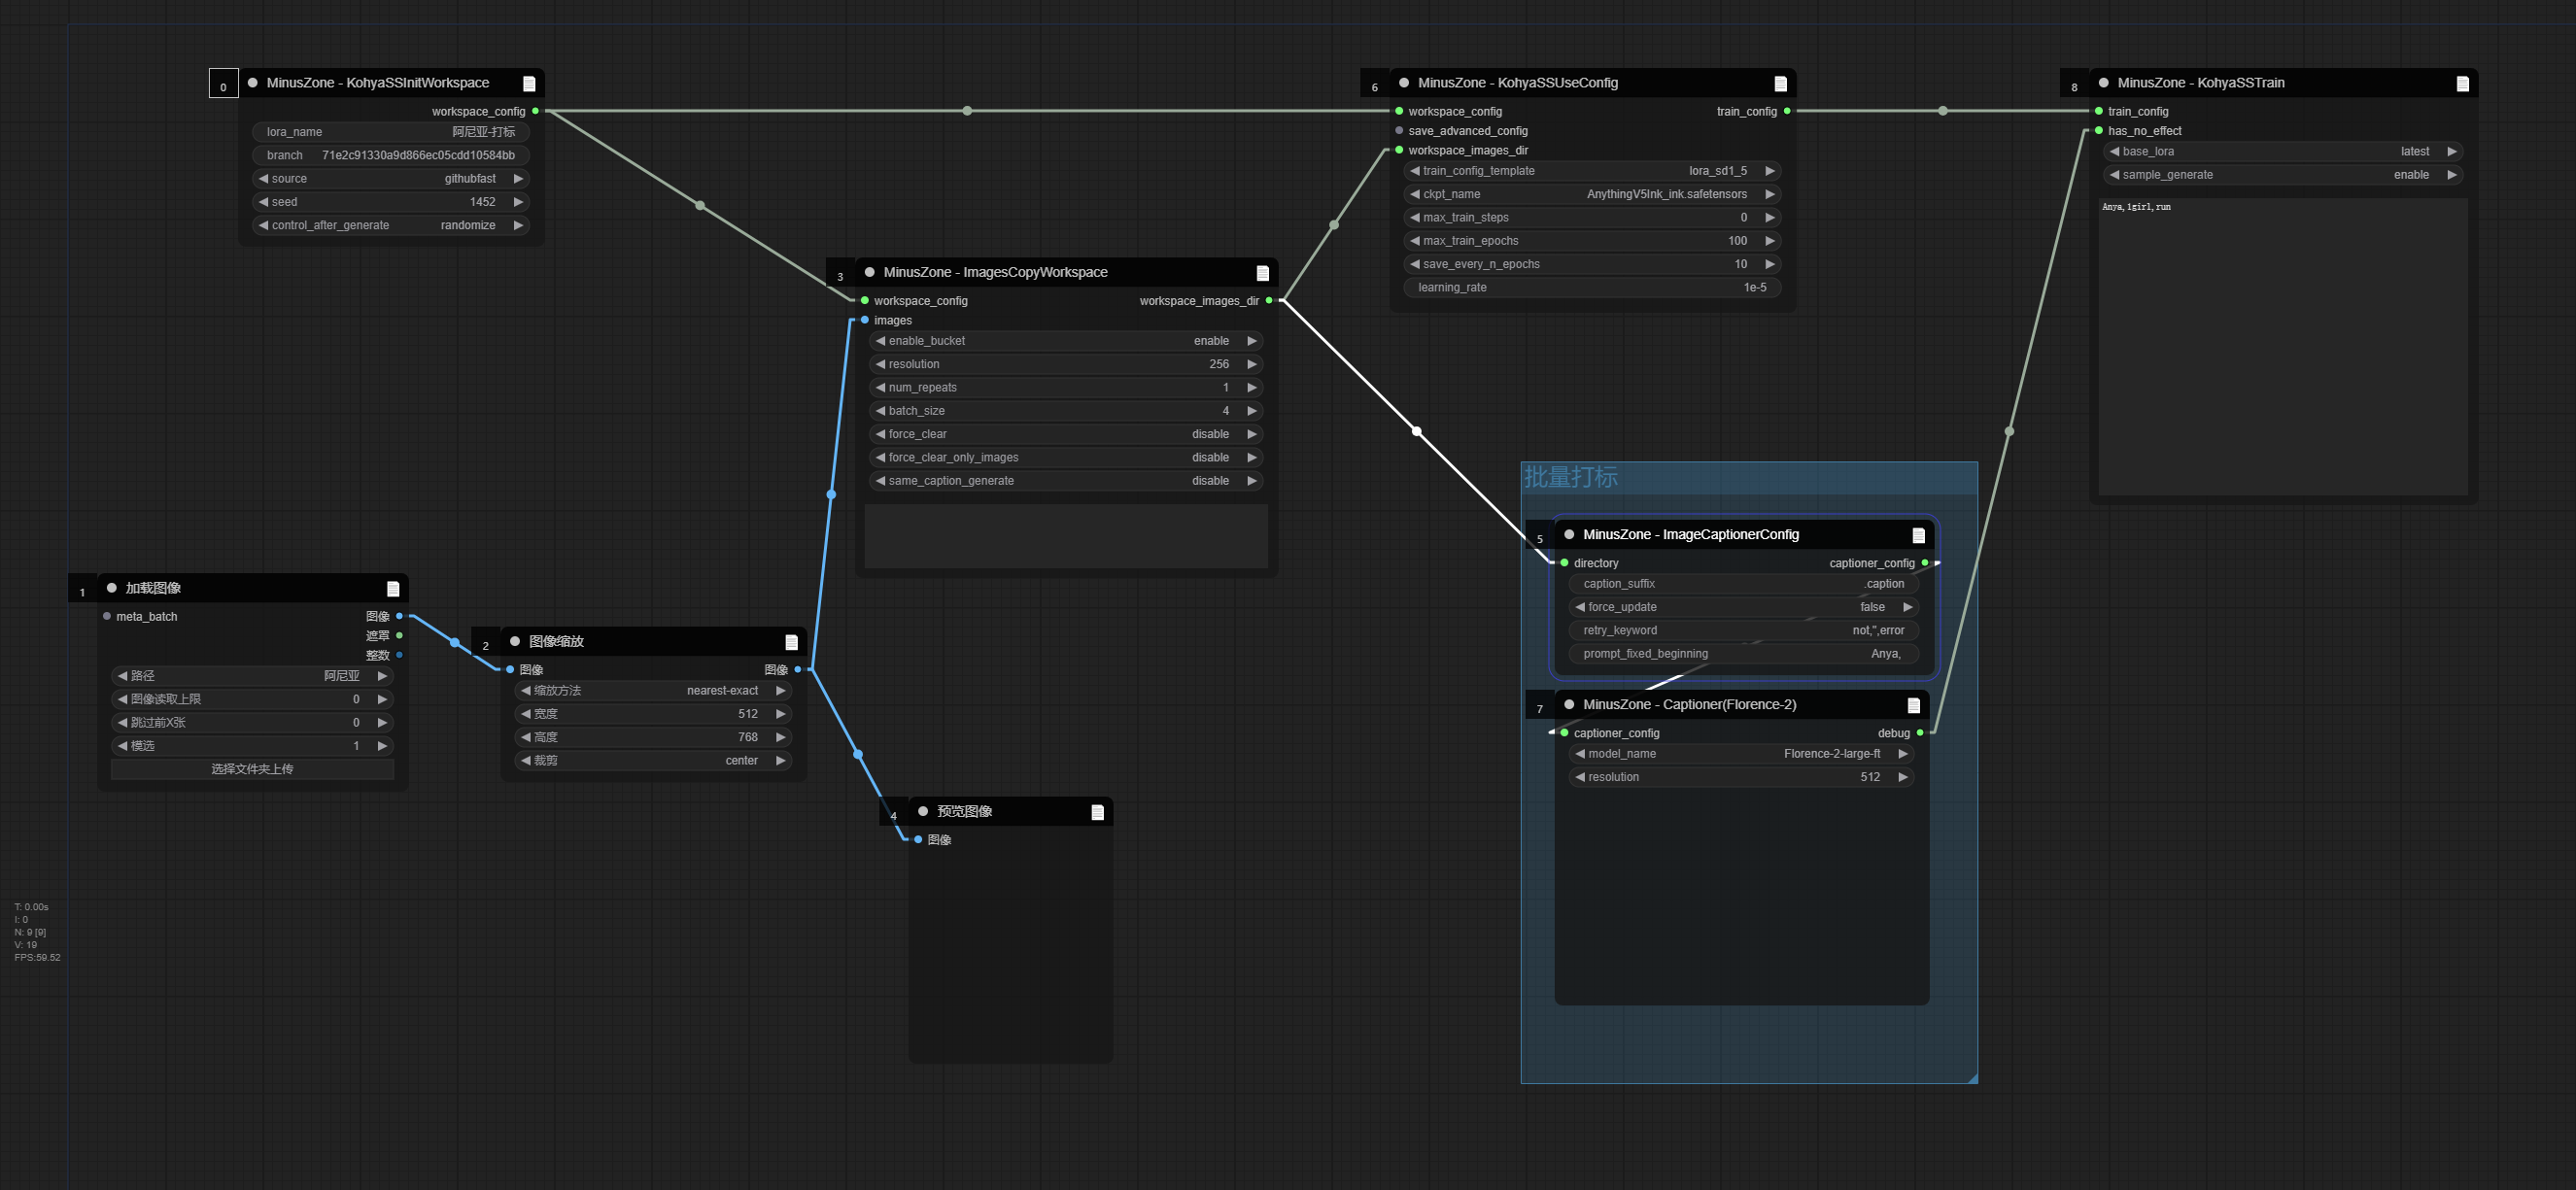 0
MinusZone - KohyaSSInitWorkspace
workspace_config
lora_name 阿尼亚-打标
branch 71e2c91330a9d866ec05cdd10584bb
source githubfast
seed 1452
control_after_generate randomize
6
MinusZone - KohyaSSUseConfig
workspace_config train_config
save_advanced_config
workspace_images_dir
train_config_template lora_sd1_5
ckpt_name AnythingV5Ink_ink.safetensors
max_train_steps 0
max_train_epochs 100
save_every_n_epochs 10
learning_rate 1e-5
8
MinusZone - KohyaSSTrain
train_config
has_no_effect
base_lora latest
sample_generate enable
Anya,1girl,run
3
MinusZone - ImagesCopyWorkspace
workspace_config workspace_images_dir
images
enable_bucket enable
resolution 256
num_repeats 1
batch_size 4
force_clear disable
force_clear_only_images disable
same_caption_generate disable
批量打标
5
MinusZone - ImageCaptionerConfig
directory captioner_config
caption_suffix .caption
force_update false
retry_keyword not,",error
prompt_fixed_beginning Anya,
7
MinusZone - Captioner(Florence-2)
captioner_config debug
model_name Florence-2-large-ft
resolution 512
1
加载图像
meta_batch 图像
遮罩
整数
路径 阿尼亚
图像读取上限 0
跳过前X张 0
模选 1
选择文件夹上传
2
图像缩放
图像 图像
缩放方法 nearest-exact
宽度 512
高度 768
裁剪 center
4
预览图像
图像
T: 0.00s
I: 0
N: 9 [9]
V: 19
FPS:59.52